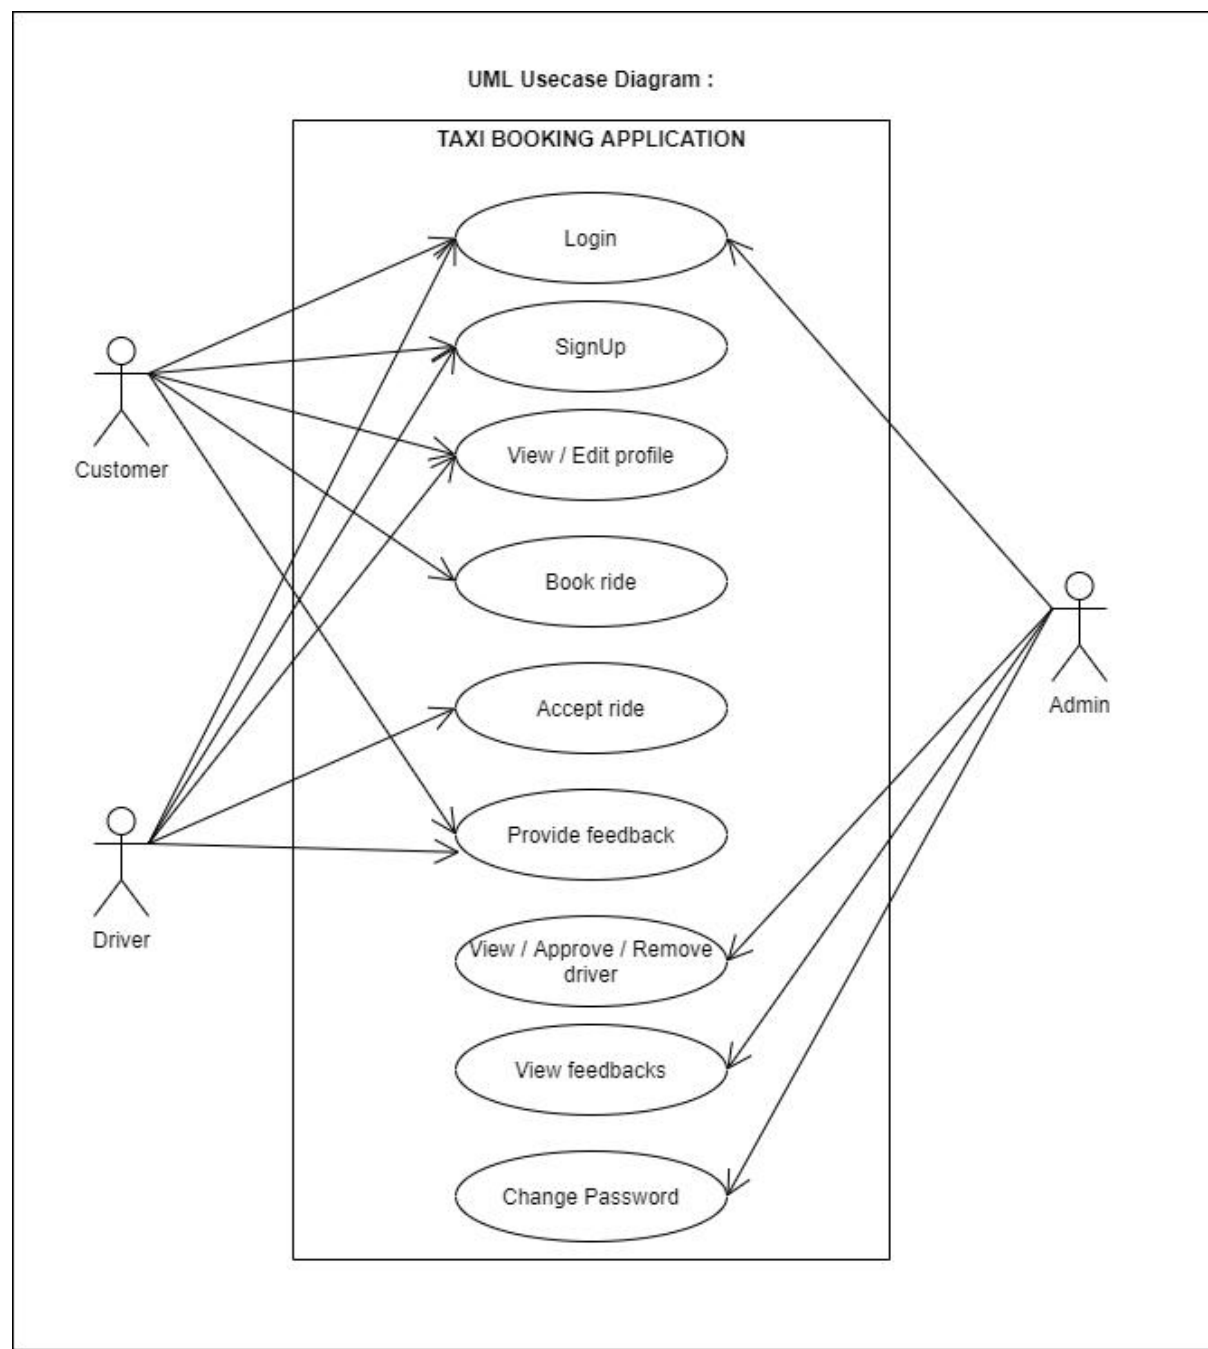 UML Usecase Diagram :
TAXI BOOKING APPLICATION
Login
SignUp
View / Edit profile
Customer
Book ride
Accept ride
Admin
Provide feedback
Driver
View / Approve / Remove
driver
View feedbacks
Change Password